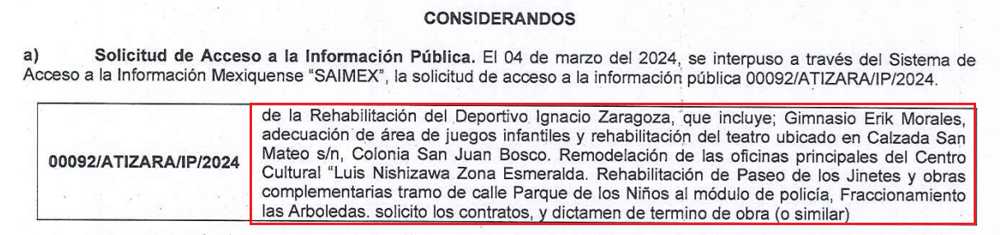 CONSIDERANDOS
a) Solicitud de Acceso a la Información Pública. El 04 de marzo del 2024, se interpuso a través del Sistema de
Acceso a la Información Mexiquense “SAIMEX”, la solicitud de acceso a la información pública 00092/ATIZARA/IP/2024.
00092/ATIZARA/IP/2024
de la Rehabilitación del Deportivo Ignacio Zaragoza, que incluye; Gimnasio Erik Morales,
adecuación de área de juegos infantiles y rehabilitación del teatro ubicado en Calzada San
Mateo s/n, Colonia San Juan Bosco. Remodelación de las oficinas principales del Centro
Cultural “Luis Nishizawa Zona Esmeralda. Rehabilitación de Paseo de los Jinetes y obras
complementarias tramo de calle Parque de los Niños al módulo de policía, Fraccionamiento
las Arboledas. solicito los contratos, y dictamen de termino de obra (o similar)